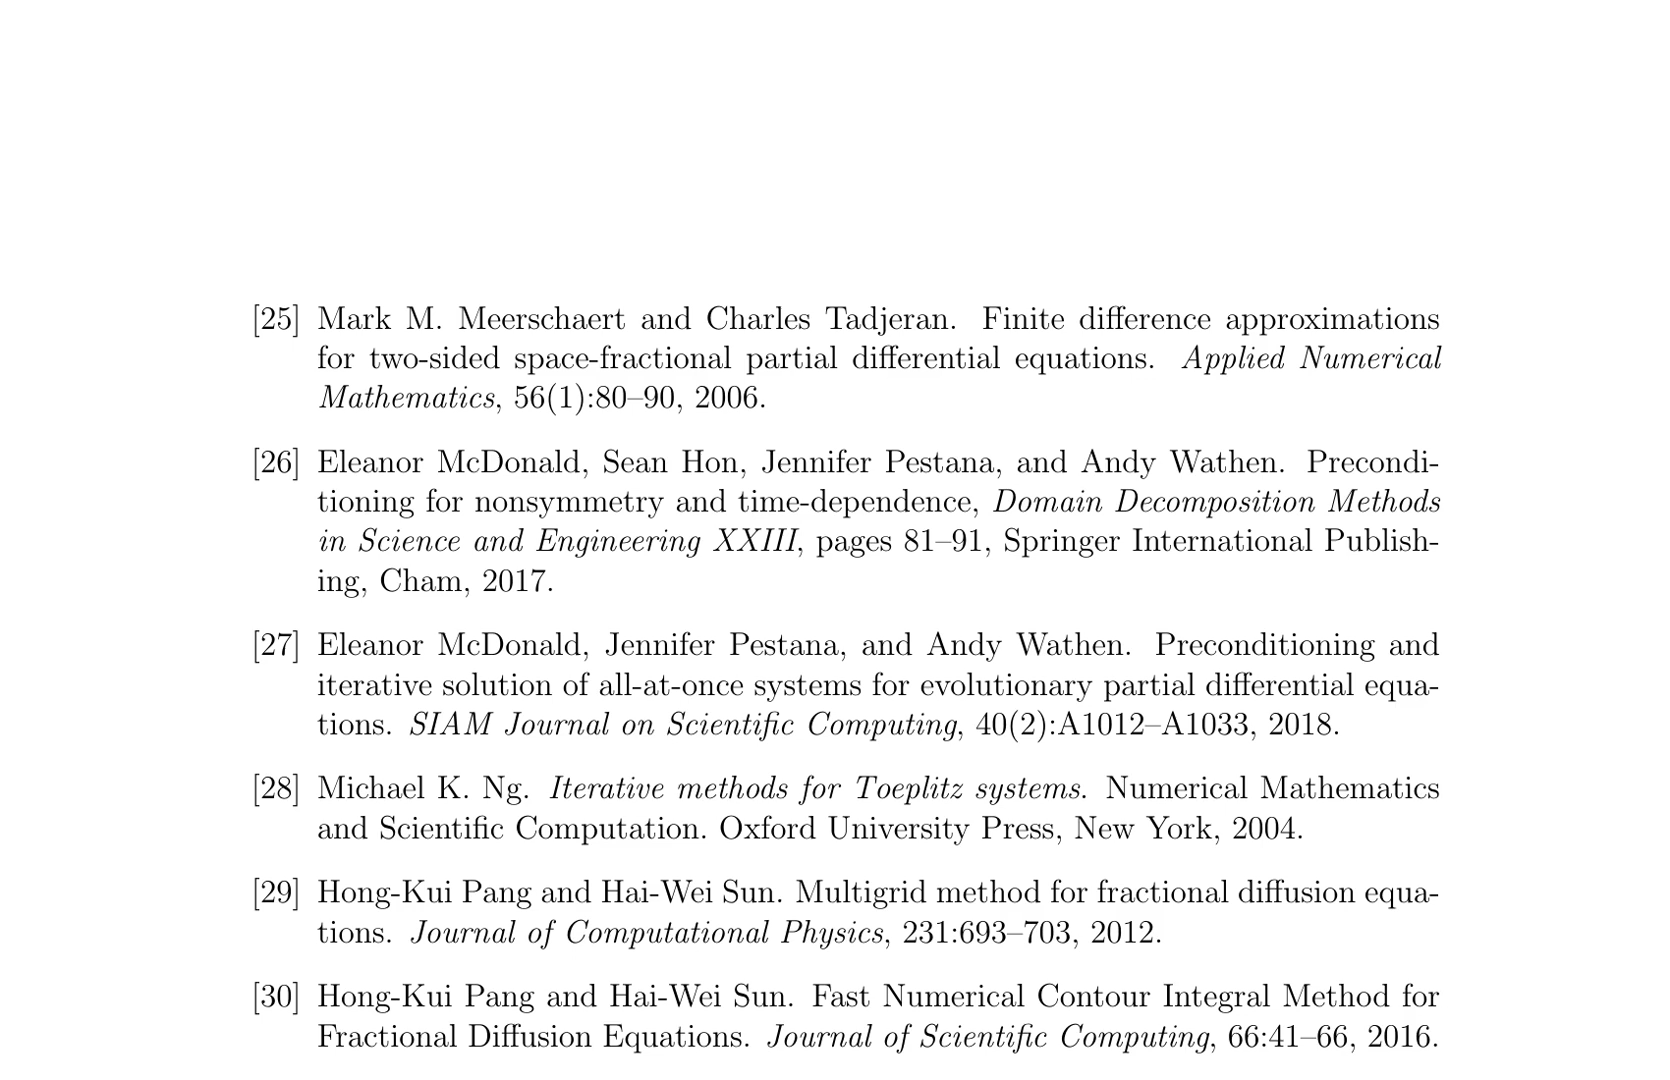 [25] Mark M. Meerschaert and Charles Tadjeran. Finite difference approximations
for two-sided space-fractional partial differential equations. Applied Numerical
Mathematics, 56(1):80–90, 2006.
[26] Eleanor McDonald, Sean Hon, Jennifer Pestana, and Andy Wathen. Precondi-
tioning for nonsymmetry and time-dependence, Domain Decomposition Methods
in Science and Engineering XXIII, pages 81–91, Springer International Publish-
ing, Cham, 2017.
[27] Eleanor McDonald, Jennifer Pestana, and Andy Wathen. Preconditioning and
iterative solution of all-at-once systems for evolutionary partial differential equa-
tions. SIAM Journal on Scientific Computing, 40(2):A1012–A1033, 2018.
[28] Michael K. Ng. Iterative methods for Toeplitz systems. Numerical Mathematics
and Scientific Computation. Oxford University Press, New York, 2004.
[29] Hong-Kui Pang and Hai-Wei Sun. Multigrid method for fractional diffusion equa-
tions. Journal of Computational Physics, 231:693–703, 2012.
[30] Hong-Kui Pang and Hai-Wei Sun. Fast Numerical Contour Integral Method for
Fractional Diffusion Equations. Journal of Scientific Computing, 66:41–66, 2016.